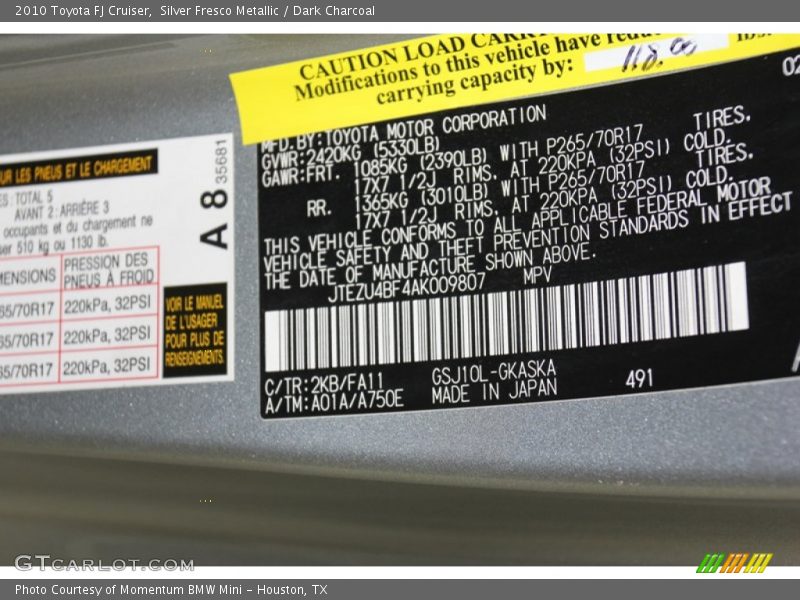 2010 Toyota FJ Cruiser, Silver Fresco Metallic / Dark Charcoal
CAUTION LOAD
Modifications to this vehicle have
carrying capacity by: 118.00 lbs.
MFD.BY:TOYOTA MOTOR CORPORATION
GVWR:2420KG (5330LB)
GAWR:FRT. 1085KG (2390LB) WITH P265/70R17 TIRES.
17X7 1/2J RIMS. AT 220KPA (32PSI) COLD.
RR. 1365KG (3010LB) WITH P265/70R17 TIRES.
17X7 1/2J RIMS. AT 220KPA (32PSI) COLD.
THIS VEHICLE CONFORMS TO ALL APPLICABLE FEDERAL MOTOR
VEHICLE SAFETY AND THEFT PREVENTION STANDARDS IN EFFECT
THE DATE OF MANUFACTURE SHOWN ABOVE.
JTEZU4BF4AK009807 MPV
C/TR:2KB/FA11 GSJ10L-GKASKA 491
A/TM:A01A/A750E MADE IN JAPAN
02
UR LES PNEUS ET LE CHARGEMENT
ES:TOTAL 5
AVANT 2:ARRIÈRE 3
occupants et du chargement ne
ser 510 kg ou 1130 lb.
MENSIONS PRESSION DES
PNEUS À FROID
65/70R17 220kPa, 32PSI
65/70R17 220kPa, 32PSI
65/70R17 220kPa, 32PSI
VOIR LE MANUEL
DE L'USAGER
POUR PLUS DE
RENSEIGNEMENTS
A 8 35681
GTCARLOT.COM
Photo Courtesy of Momentum BMW Mini - Houston, TX